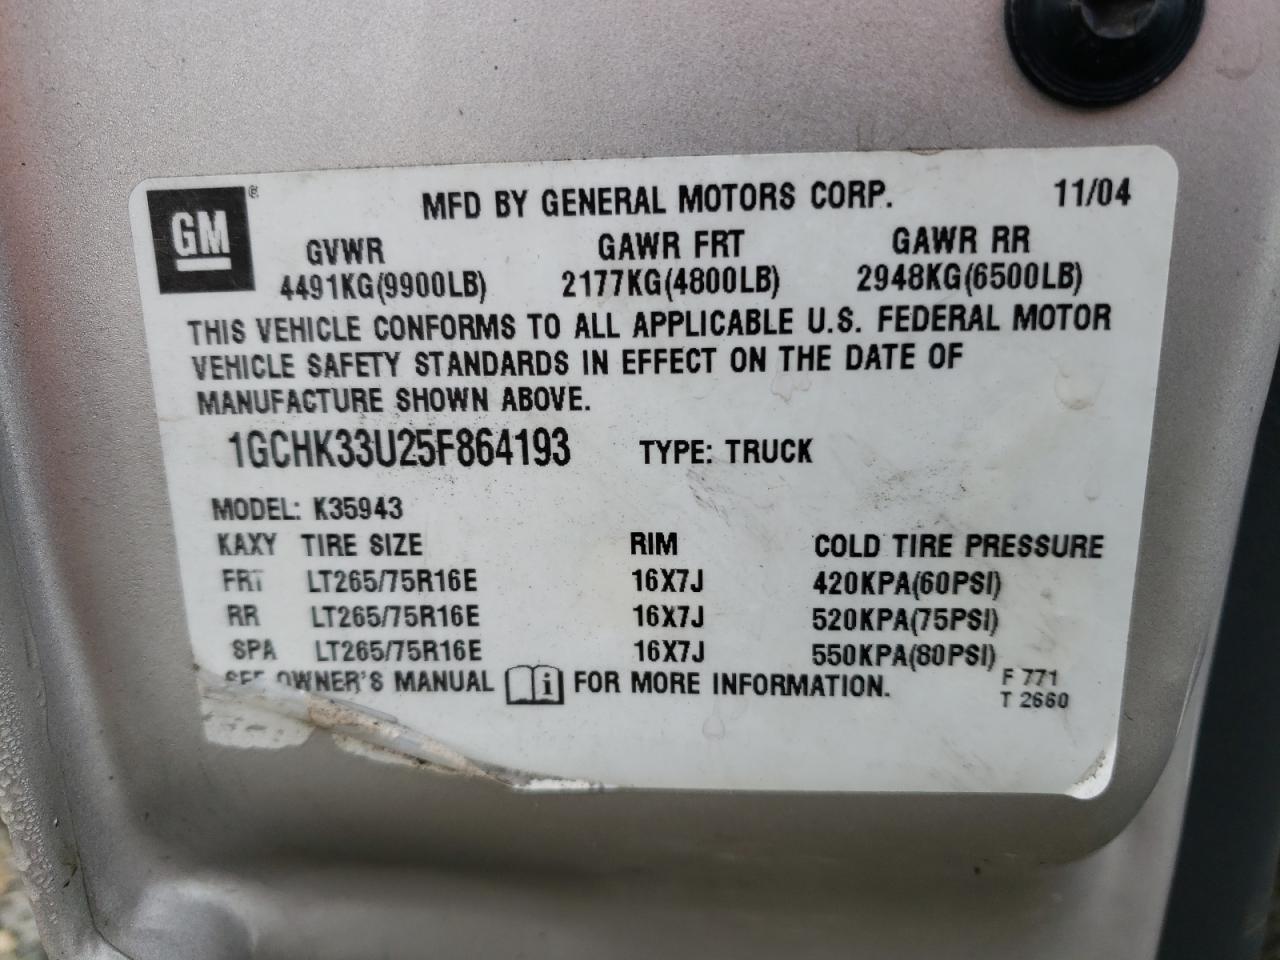 GM®
MFD BY GENERAL MOTORS CORP. 11/04
GVWR GAWR FRT GAWR RR
4491KG(9900LB) 2177KG(4800LB) 2948KG(6500LB)
THIS VEHICLE CONFORMS TO ALL APPLICABLE U.S. FEDERAL MOTOR
VEHICLE SAFETY STANDARDS IN EFFECT ON THE DATE OF
MANUFACTURE SHOWN ABOVE.
1GCHK33U25F864193 TYPE: TRUCK
MODEL: K35943
KAXY TIRE SIZE RIM COLD TIRE PRESSURE
FRT LT265/75R16E 16X7J 420KPA(60PSI)
RR LT265/75R16E 16X7J 520KPA(75PSI)
SPA LT265/75R16E 16X7J 550KPA(80PSI)
SEE OWNER'S MANUAL i FOR MORE INFORMATION.
F 771
T 2660